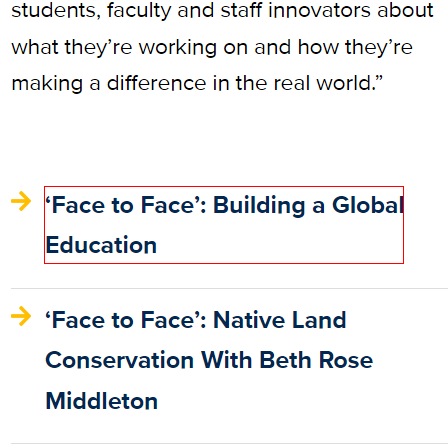 students, faculty and staff innovators about
what they’re working on and how they’re
making a difference in the real world.”
‘Face to Face’: Building a Global
Education
‘Face to Face’: Native Land
Conservation With Beth Rose
Middleton